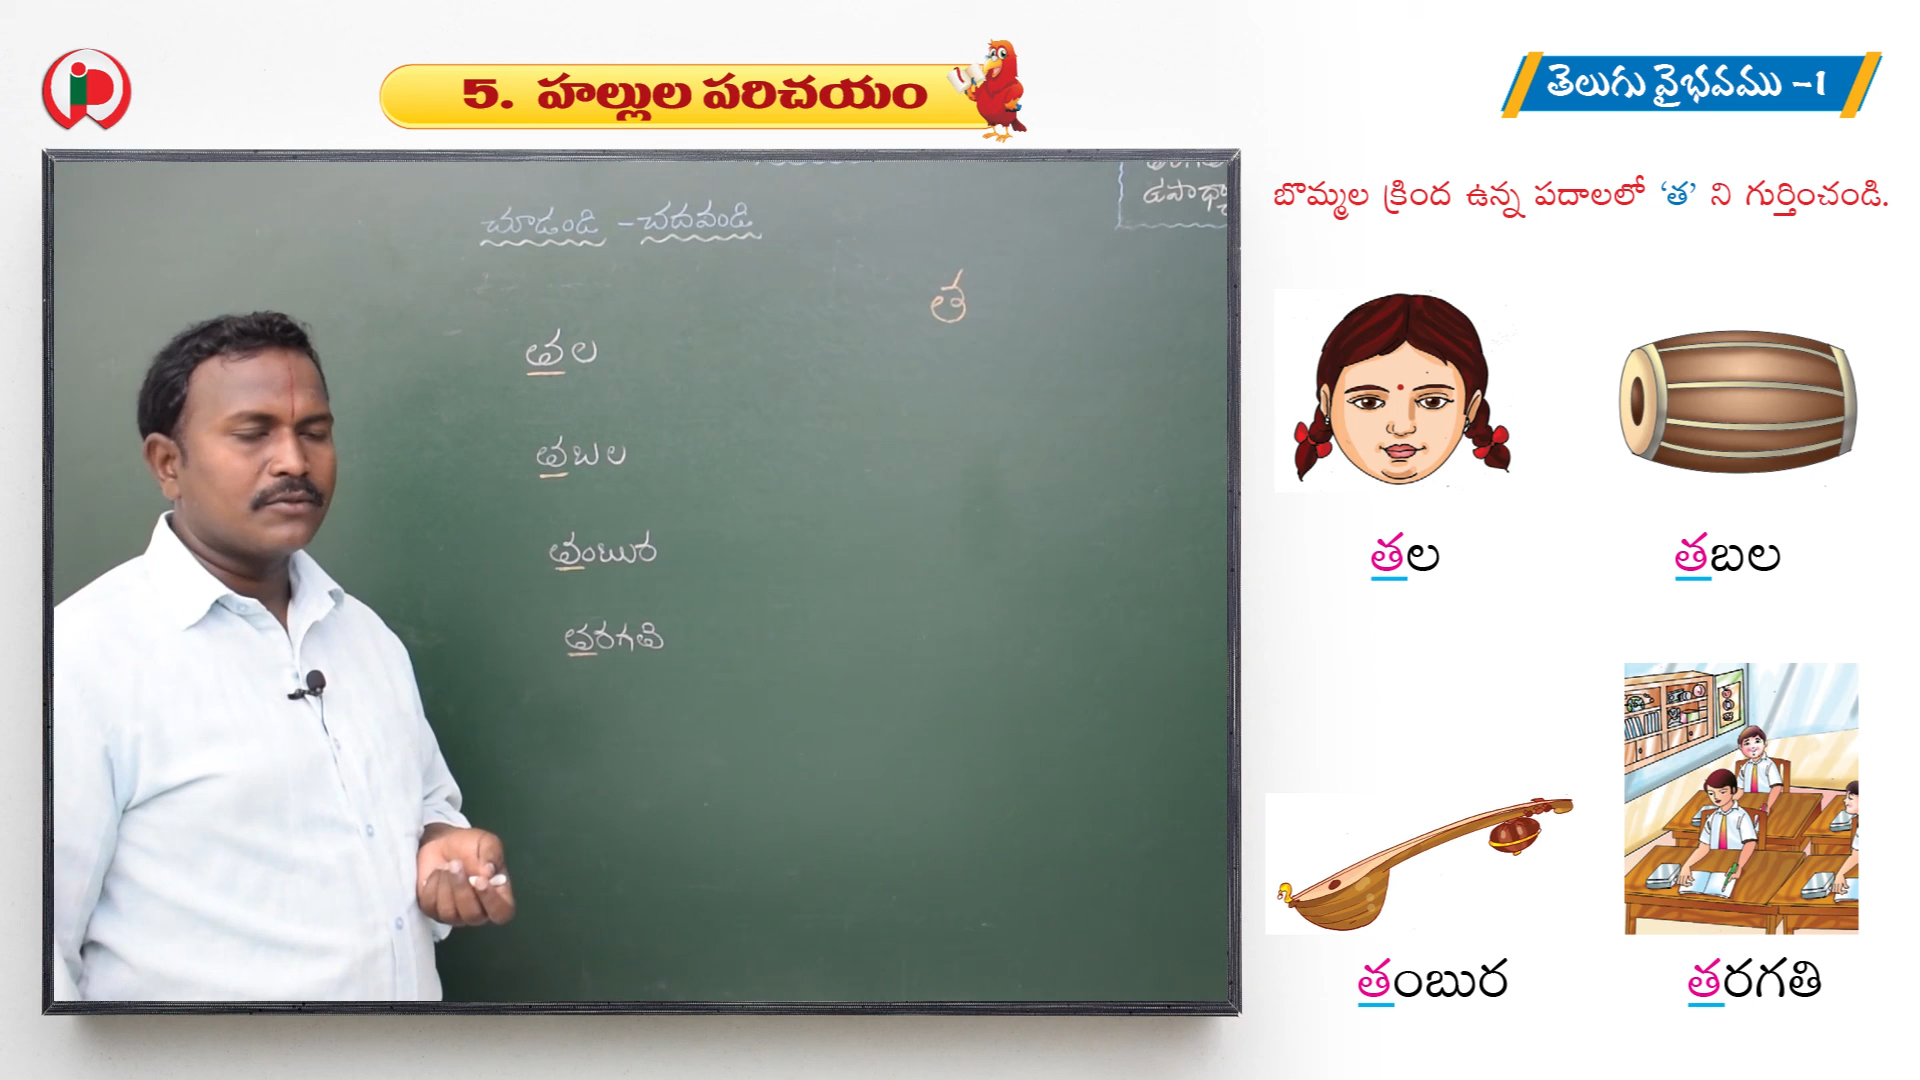 5. హల్లుల పరిచయం
తెలుగు వైభవము -1
బొమ్మల క్రింద ఉన్న పదాలలో ‘త’ ని గుర్తించండి.
చూడండి - చదవండి
త
తల
తబల
తంబుర
తరగతి
తల
తబల
తంబుర
తరగతి